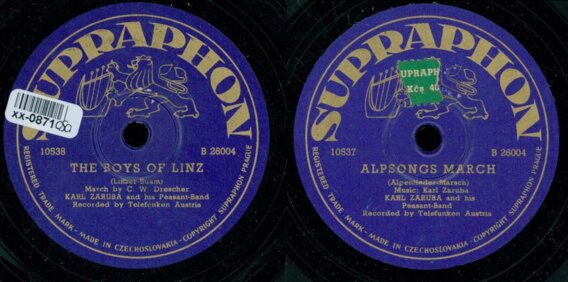 SUPRAPHON
xx-0871
10538
B 26004
THE BOYS OF LINZ
(Linzer Buam)
March by C. W. Drescher
KARL ZARUBA and his Peasant-Band
Recorded by Telefunken Austria
REGISTERED TRADE MARK - MADE IN CZECHOSLOVAKIA - COPYRIGHT SUPRAPHON PRAGUE
SUPRAPHON
UPRAPH
Kčs 40
10537
B 26004
ALPSONGS MARCH
(Alpenlieder-Marsch)
Music: Karl Zaruba
KARL ZARUBA and his
Peasant-Band
Recorded by Telefunken Austria
REGISTERED TRADE MARK - MADE IN CZECHOSLOVAKIA - COPYRIGHT SUPRAPHON PRAGUE